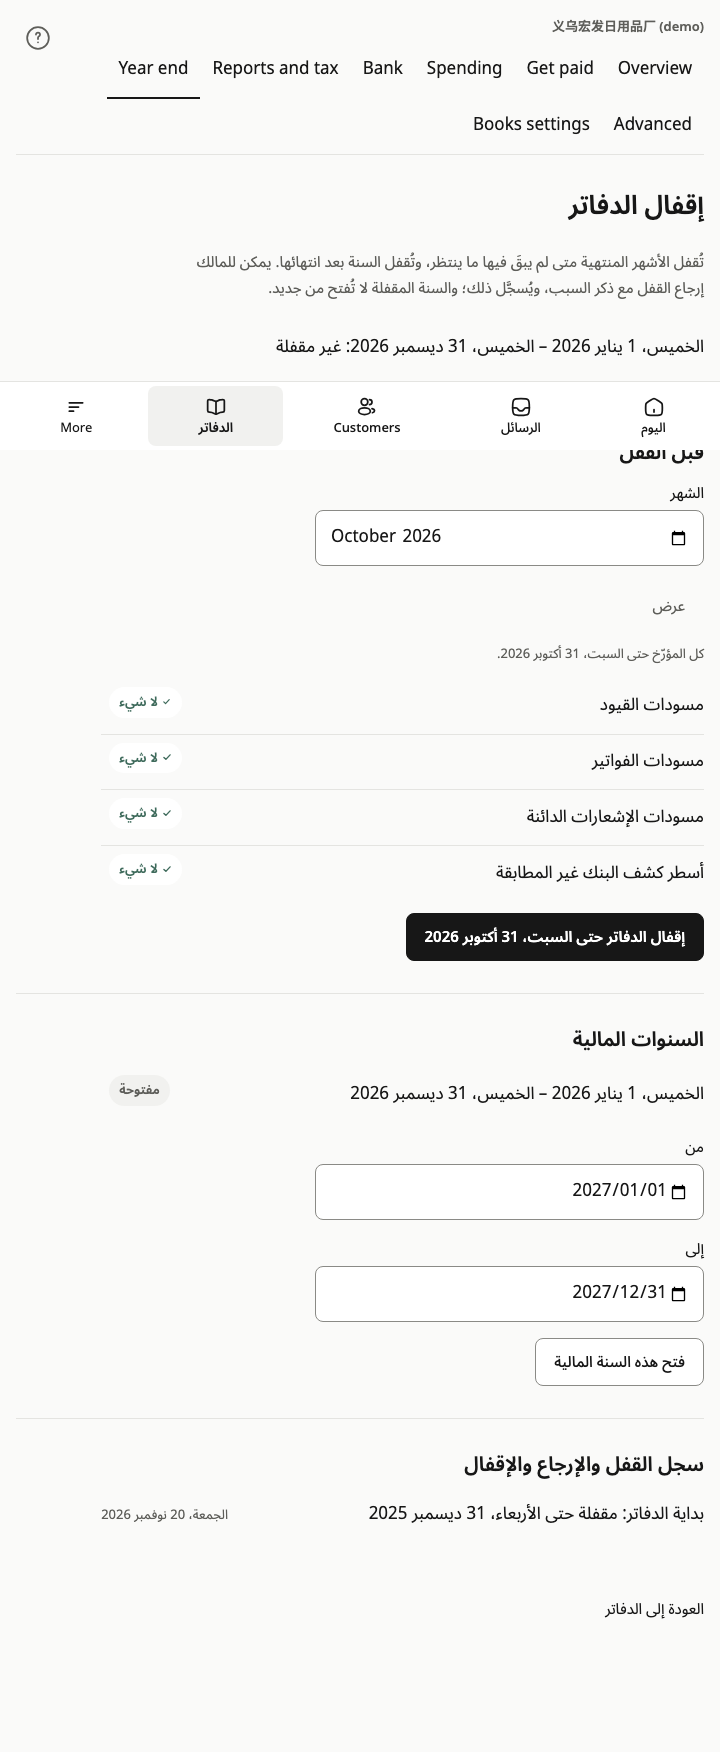 义乌宏发日用品厂 (demo)
Overview
Get paid
Spending
Bank
Reports and tax
Year end
Advanced
Books settings
إقفال الدفاتر
تُقفل الأشهر المنتهية متى لم يبقَ فيها ما ينتظر، وتُقفل السنة بعد انتهائها. يمكن للمالك
إرجاع القفل مع ذكر السبب، ويُسجَّل ذلك؛ والسنة المقفلة لا تُفتح من جديد.
الخميس، 1 يناير 2026 – الخميس، 31 ديسمبر 2026: غير مقفلة
اليوم
الرسائل
Customers
الدفاتر
More
قبل القفل
الشهر
October 2026
عرض
كل المؤرّخ حتى السبت، 31 أكتوبر 2026.
مسودات القيود
لا شيء
مسودات الفواتير
لا شيء
مسودات الإشعارات الدائنة
لا شيء
أسطر كشف البنك غير المطابقة
لا شيء
إقفال الدفاتر حتى السبت، 31 أكتوبر 2026
السنوات المالية
الخميس، 1 يناير 2026 – الخميس، 31 ديسمبر 2026
مفتوحة
من
2027/01/01
إلى
2027/12/31
فتح هذه السنة المالية
سجل القفل والإرجاع والإقفال
بداية الدفاتر: مقفلة حتى الأربعاء، 31 ديسمبر 2025
الجمعة، 20 نوفمبر 2026
العودة إلى الدفاتر